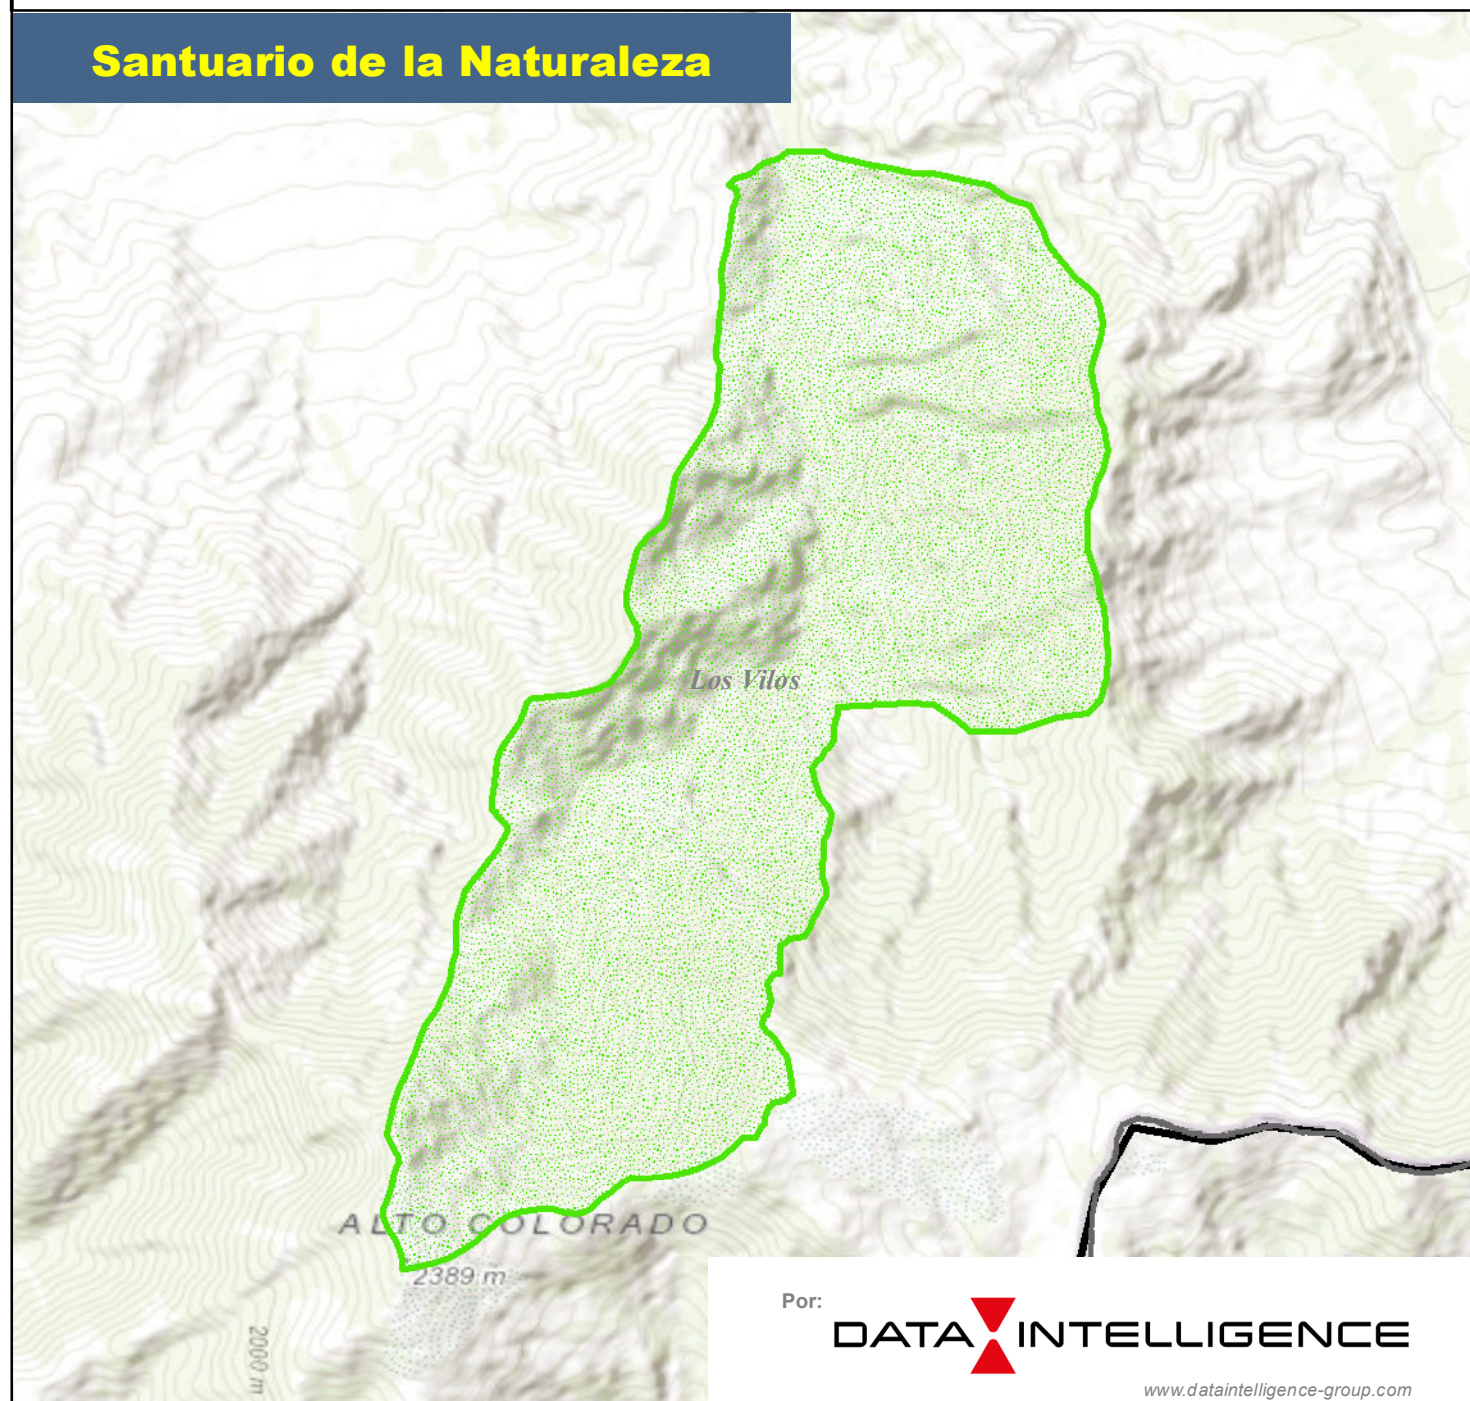 Santuario de la Naturaleza
Los Vilos
ALTO COLORADO
2389 m
2000 m
Por:
DATA INTELLIGENCE
www.dataintelligence-group.com